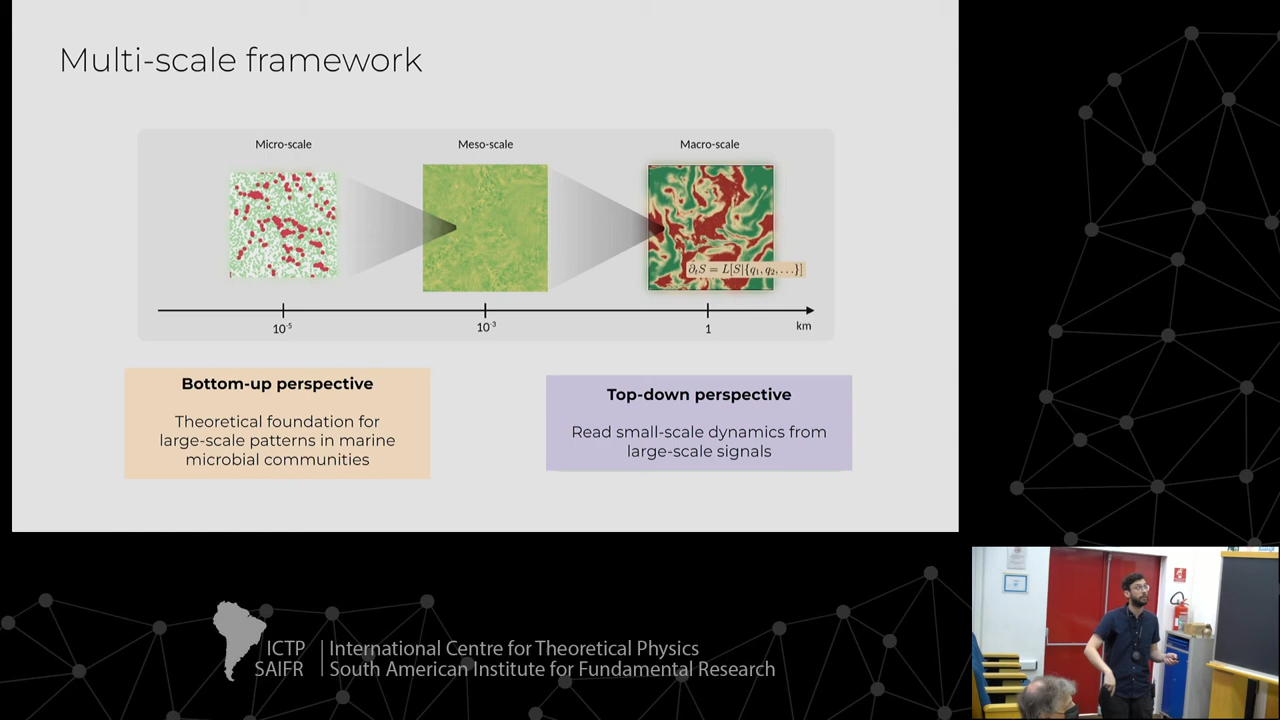 Multi-scale framework
Micro-scale
Meso-scale
Macro-scale
∂ₜS = L[S|{q₁, q₂, ...}]
10⁻⁵
10⁻³
1
km
Bottom-up perspective
Theoretical foundation for
large-scale patterns in marine
microbial communities
Top-down perspective
Read small-scale dynamics from
large-scale signals
ICTP
SAIFR
International Centre for Theoretical Physics
South American Institute for Fundamental Research